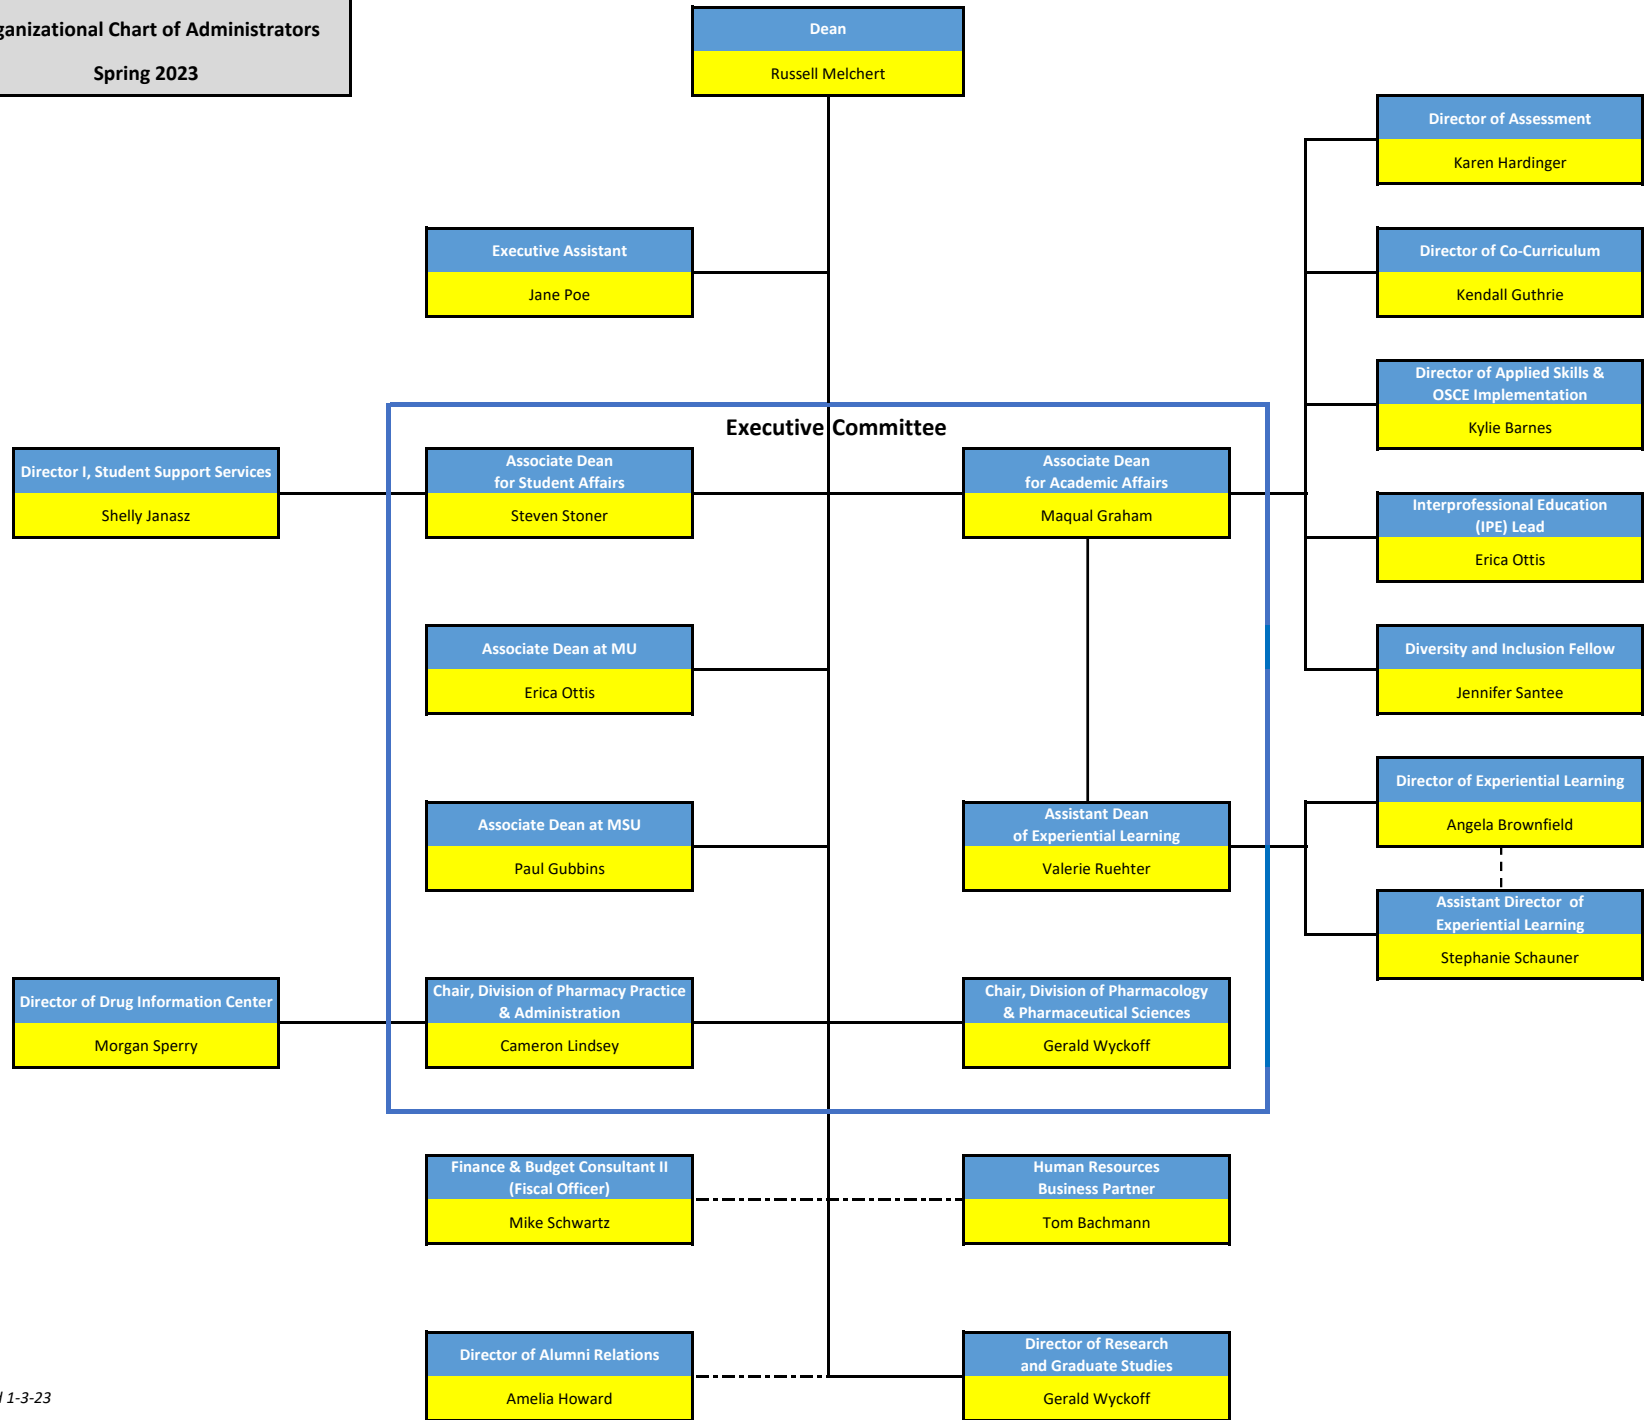 Organizational Chart of Administrators
Spring 2023
Dean
Russell Melchert
Director of Assessment
Karen Hardinger
Executive Assistant
Jane Poe
Director of Co-Curriculum
Kendall Guthrie
Director of Applied Skills &
OSCE Implementation
Kylie Barnes
Executive Committee
Director I, Student Support Services
Shelly Janasz
Associate Dean
for Student Affairs
Steven Stoner
Associate Dean
for Academic Affairs
Maqual Graham
Interprofessional Education
(IPE) Lead
Erica Ottis
Associate Dean at MU
Erica Ottis
Diversity and Inclusion Fellow
Jennifer Santee
Director of Experiential Learning
Angela Brownfield
Associate Dean at MSU
Paul Gubbins
Assistant Dean
of Experiential Learning
Valerie Ruehter
Assistant Director of
Experiential Learning
Stephanie Schauner
Director of Drug Information Center
Morgan Sperry
Chair, Division of Pharmacy Practice
& Administration
Cameron Lindsey
Chair, Division of Pharmacology
& Pharmaceutical Sciences
Gerald Wyckoff
Finance & Budget Consultant II
(Fiscal Officer)
Mike Schwartz
Human Resources
Business Partner
Tom Bachmann
Director of Alumni Relations
Amelia Howard
Director of Research
and Graduate Studies
Gerald Wyckoff
1-3-23